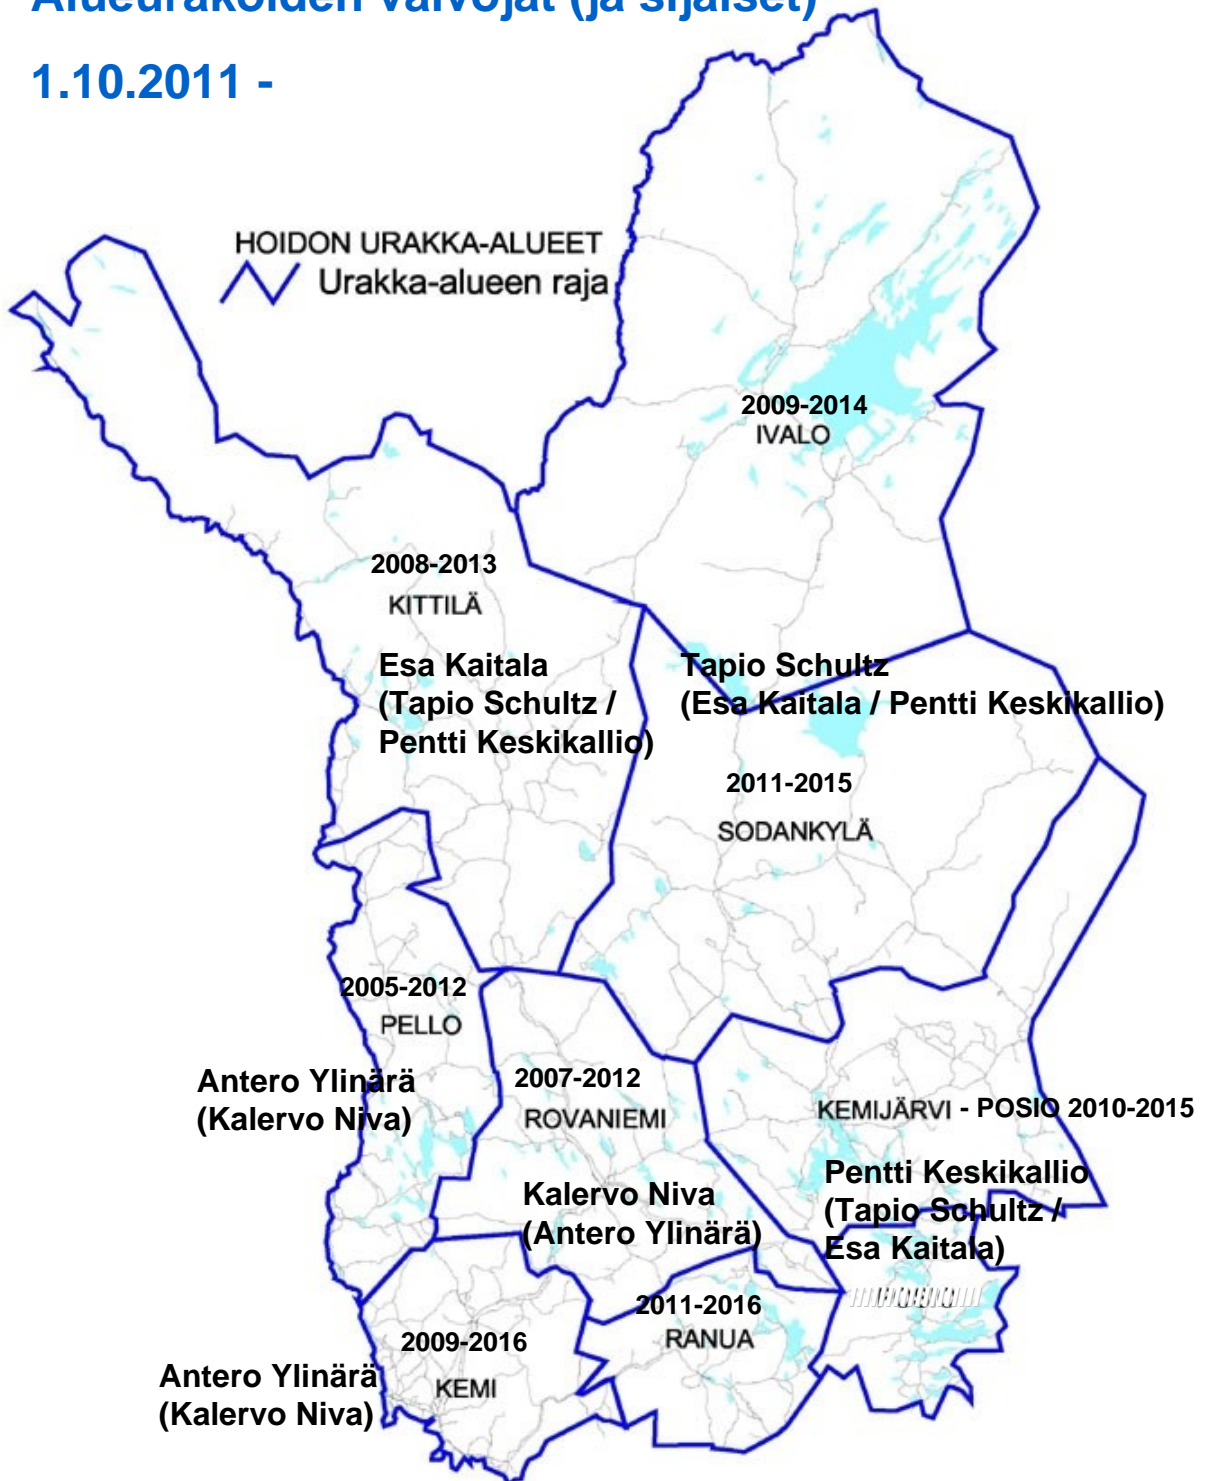 Alueurakoiden valvojat (ja sijaiset)
1.10.2011 -
HOIDON URAKKA-ALUEET
Urakka-alueen raja
2009-2014
IVALO
2008-2013
KITTILÄ
Esa Kaitala
(Tapio Schultz /
Pentti Keskikallio)
Tapio Schultz
(Esa Kaitala / Pentti Keskikallio)
2011-2015
SODANKYLÄ
2005-2012
PELLO
Antero Ylinärä
(Kalervo Niva)
2007-2012
ROVANIEMI
Kalervo Niva
(Antero Ylinärä)
KEMIJÄRVI - POSIO 2010-2015
Pentti Keskikallio
(Tapio Schultz /
Esa Kaitala)
2011-2016
RANUA
2009-2016
KEMI
Antero Ylinärä
(Kalervo Niva)